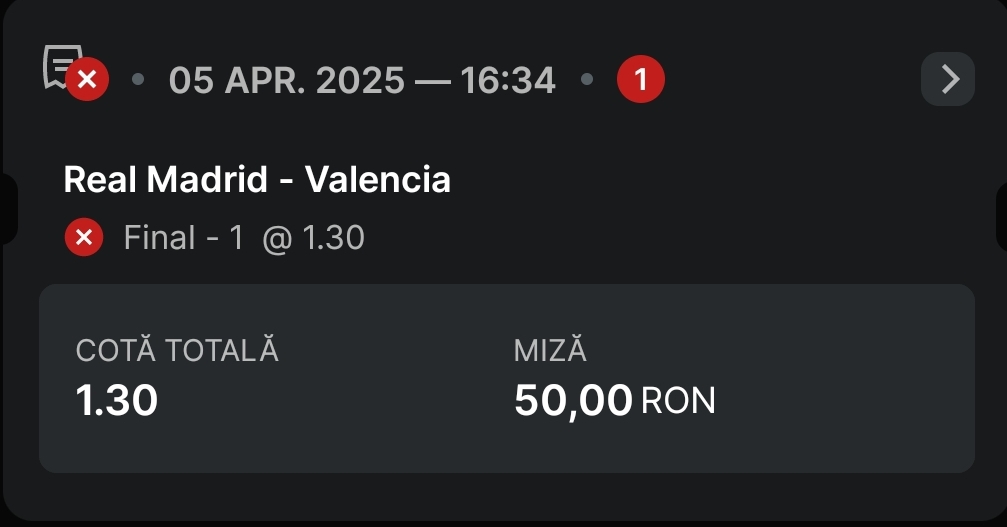 05 APR. 2025 — 16:34 • 1
Real Madrid - Valencia
Final - 1 @ 1.30
COTĂ TOTALĂ
1.30
MIZĂ
50,00 RON